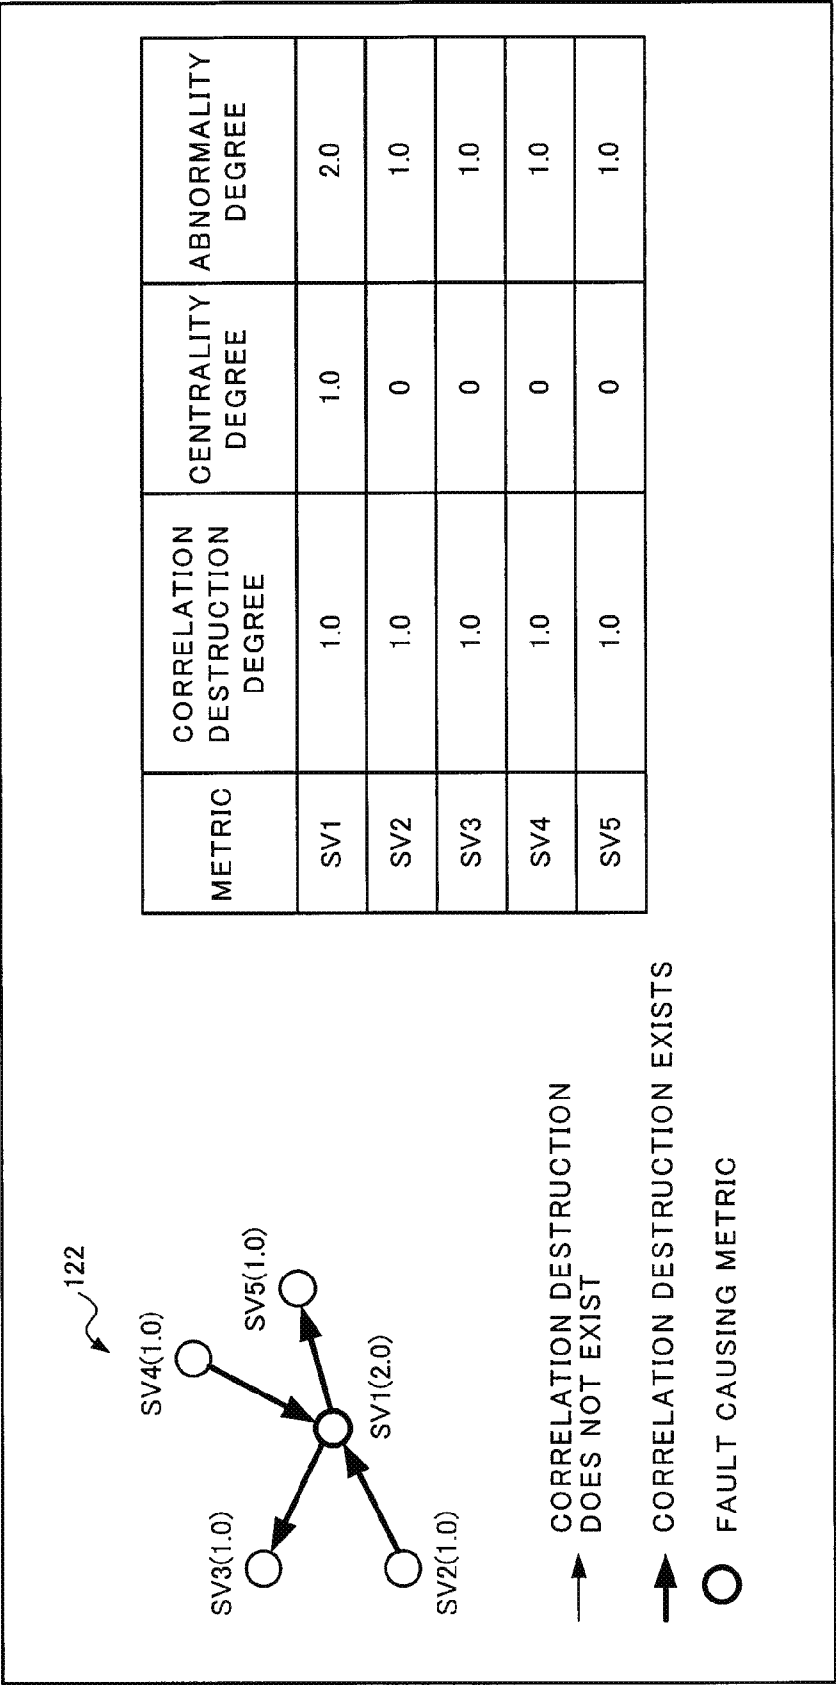 122
SV4(1.0)
SV5(1.0)
SV3(1.0)
SV1(2.0)
SV2(1.0)
CORRELATION DESTRUCTION
DOES NOT EXIST
CORRELATION DESTRUCTION EXISTS
FAULT CAUSING METRIC
METRIC
CORRELATION
DESTRUCTION
DEGREE
CENTRALITY
DEGREE
ABNORMALITY
DEGREE
SV1 1.0 1.0 2.0
SV2 1.0 0 1.0
SV3 1.0 0 1.0
SV4 1.0 0 1.0
SV5 1.0 0 1.0